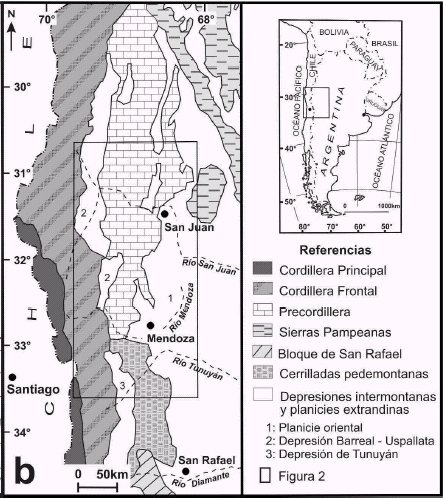 70°
68°
N
30°
31°
32°
33°
34°
C H I L E
2
2
1
3
San Juan
Río San Juan
Río Mendoza
Mendoza
Río Tunuyán
Santiago
San Rafael
Río Diamante
b
0 50km
BOLIVIA
BRASIL
PARAGUAY
CHILE
ARGENTINA
URUGUAY
OCÉANO PACÍFICO
OCÉANO ATLÁNTICO
20°
30°
40°
50°
80°
70°
60°
0 1000km
Referencias
Cordillera Principal
Cordillera Frontal
Precordillera
Sierras Pampeanas
Bloque de San Rafael
Cerrilladas pedemontanas
Depresiones intermontanas
y planicies extrandinas
1: Planicie oriental
2: Depresión Barreal - Uspallata
3: Depresión de Tunuyán
Figura 2